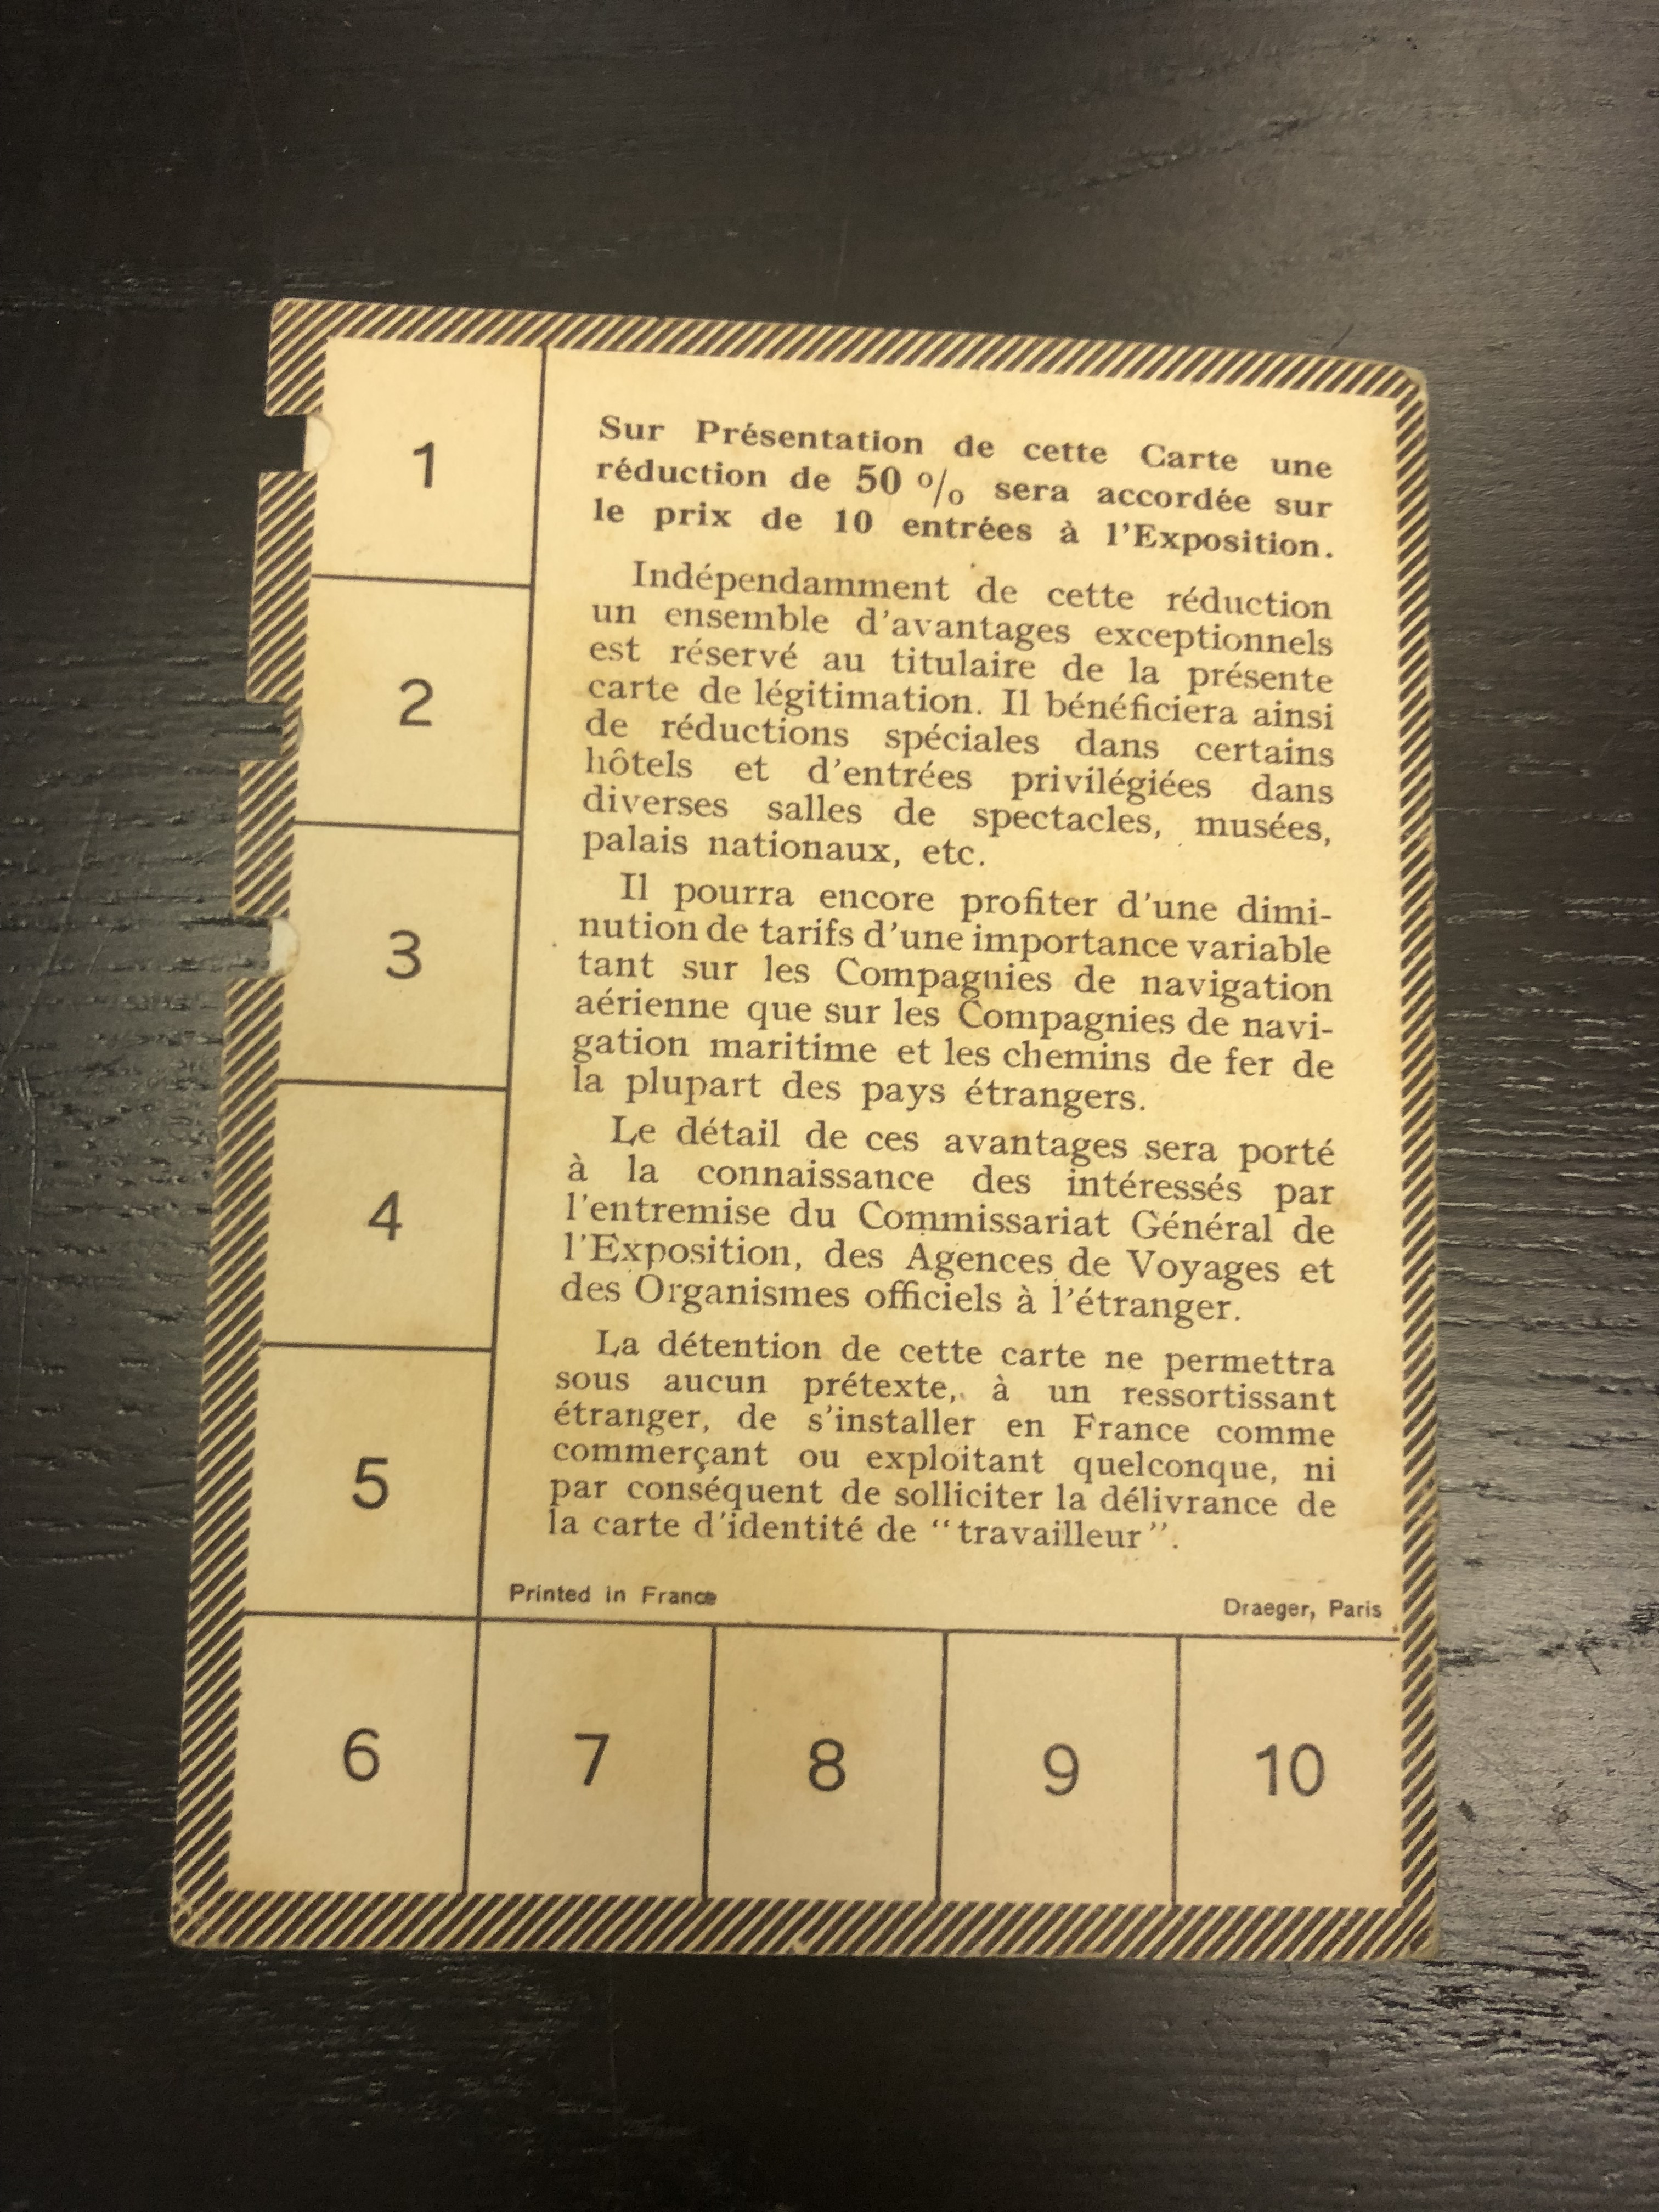 1
2
3
4
5
Sur Présentation de cette Carte une
réduction de 50 % sera accordée sur
le prix de 10 entrées à l'Exposition.
Indépendamment de cette réduction
un ensemble d'avantages exceptionnels
est réservé au titulaire de la présente
carte de légitimation. Il bénéficiera ainsi
de réductions spéciales dans certains
hôtels et d'entrées privilégiées dans
diverses salles de spectacles, musées,
palais nationaux, etc.
Il pourra encore profiter d'une dimi-
nution de tarifs d'une importance variable
tant sur les Compagnies de navigation
aérienne que sur les Compagnies de navi-
gation maritime et les chemins de fer de
la plupart des pays étrangers.
Le détail de ces avantages sera porté
à la connaissance des intéressés par
l'entremise du Commissariat Général de
l'Exposition, des Agences de Voyages et
des Organismes officiels à l'étranger.
La détention de cette carte ne permettra
sous aucun prétexte, à un ressortissant
étranger, de s'installer en France comme
commerçant ou exploitant quelconque, ni
par conséquent de solliciter la délivrance de
la carte d'identité de "travailleur".
Printed in France
Draeger, Paris
6 7 8 9 10